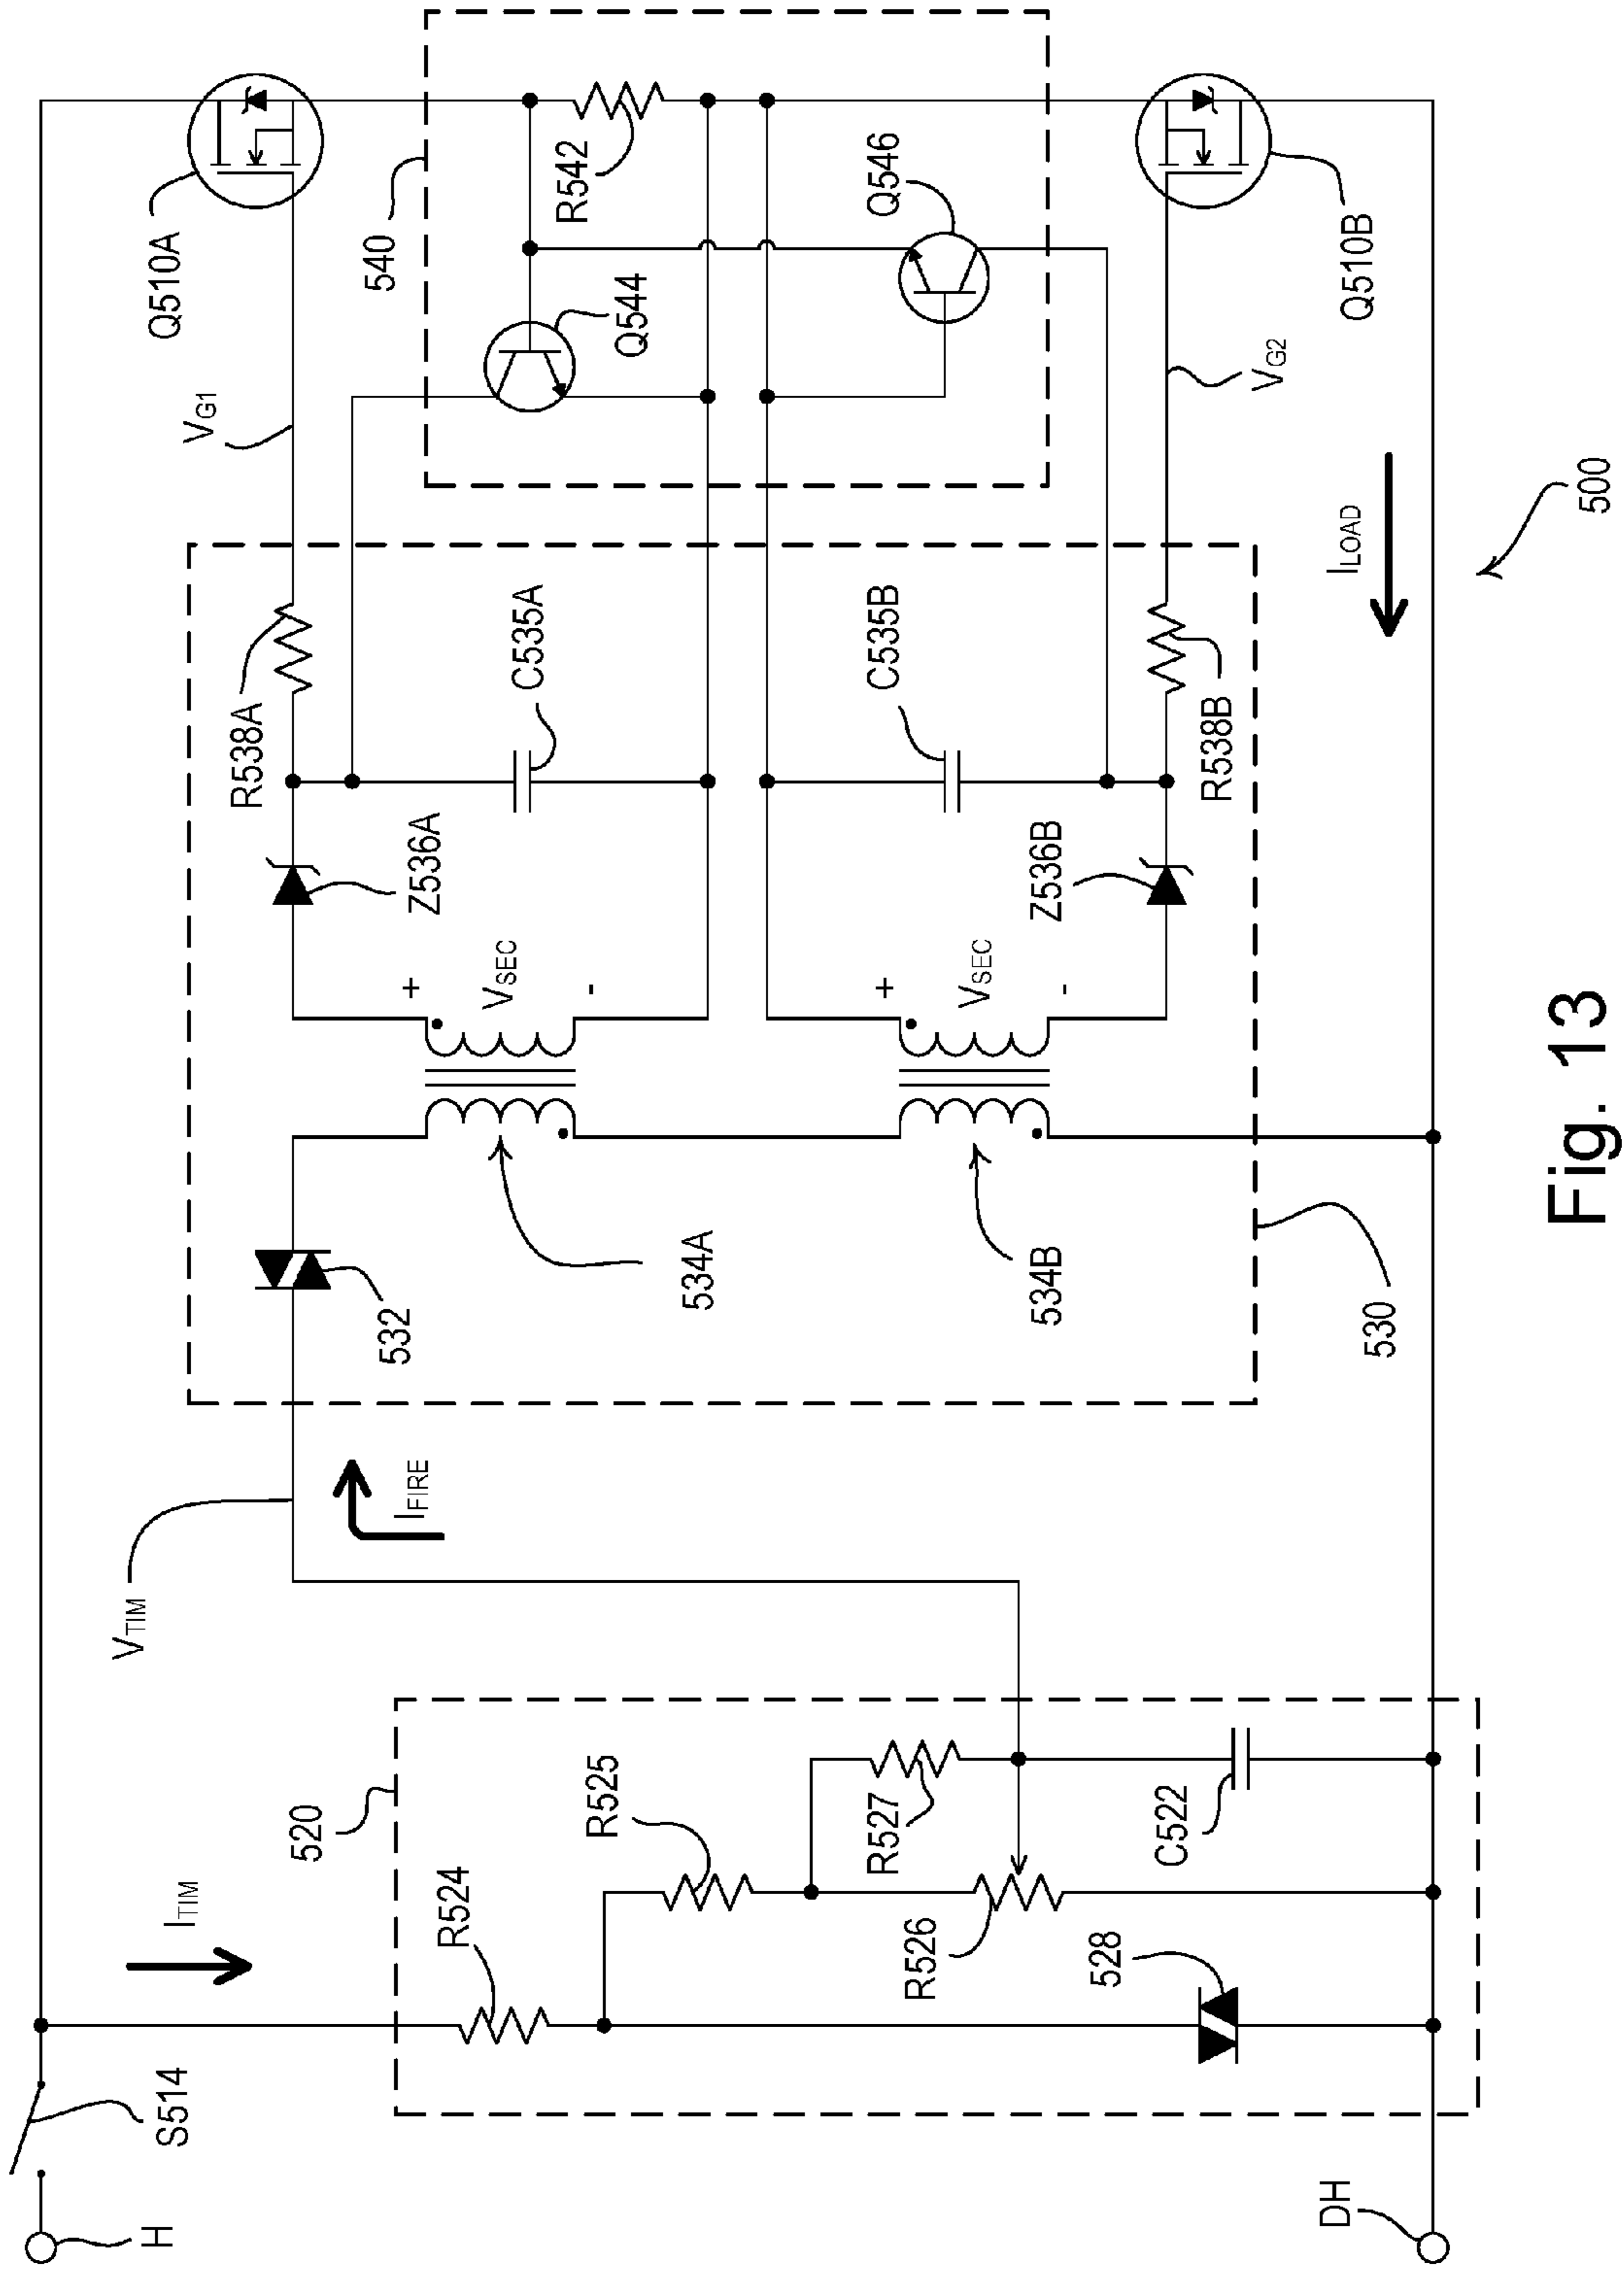 H
S514
DH
I_TIM
520
R524
R525
R526
R527
528
C522
V_TIM
I_FIRE
530
532
534A
534B
+
V_SEC
-
+
V_SEC
-
Z536A
Z536B
R538A
C535A
C535B
R538B
V_G1
V_G2
540
Q544
R542
Q546
Q510A
Q510B
I_LOAD
500
Fig. 13